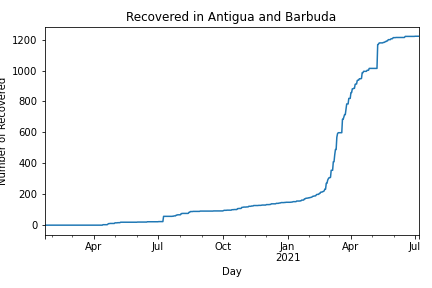 Recovered in Antigua and Barbuda
Number of Recovered
1200
1000
800
600
400
200
0
Apr
Jul
Oct
Jan
2021
Apr
Jul
Day